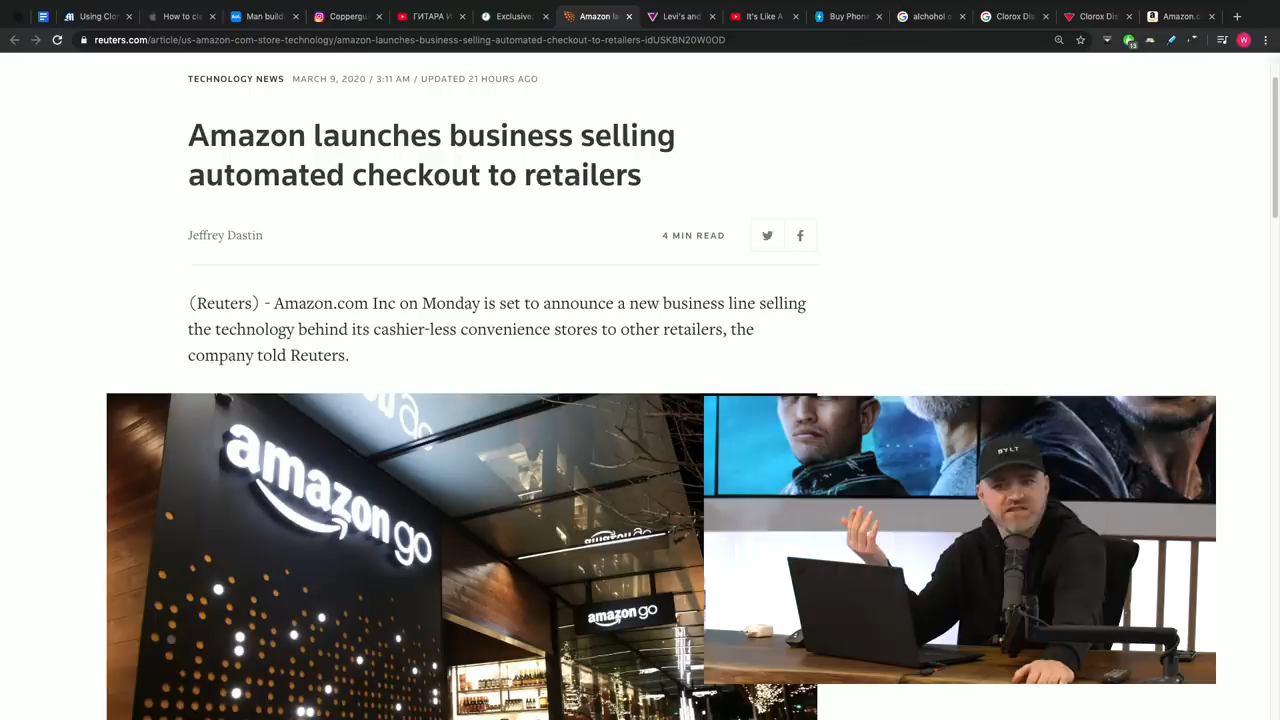 Using Clor
How to cle
Man build
Coppergu
ГИТАРА И
Exclusive:
Amazon la
Levi's and
It's Like A
Buy Phone
alchohol o
Clorox Dis
Clorox Dis
Amazon.c
reuters.com/article/us-amazon-com-store-technology/amazon-launches-business-selling-automated-checkout-to-retailers-idUSKBN20W0OD
13
W
TECHNOLOGY NEWS MARCH 9, 2020 / 3:11 AM / UPDATED 21 HOURS AGO
Amazon launches business selling
automated checkout to retailers
Jeffrey Dastin
4 MIN READ
(Reuters) - Amazon.com Inc on Monday is set to announce a new business line selling
the technology behind its cashier-less convenience stores to other retailers, the
company told Reuters.
amazon go
amazon go
BYLT